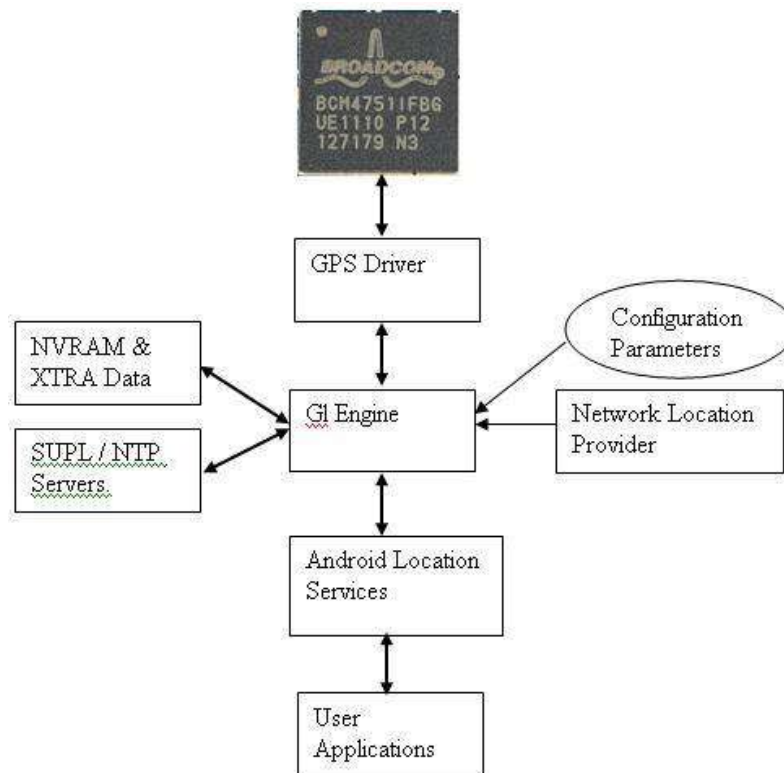 BROADCOM
BCM4751IFBG
UE1110 P12
127179 N3
GPS Driver
Configuration
Parameters
NVRAM &
XTRA Data
Gl Engine
Network Location
Provider
SUPL / NTP
Servers.
Android Location
Services
User
Applications